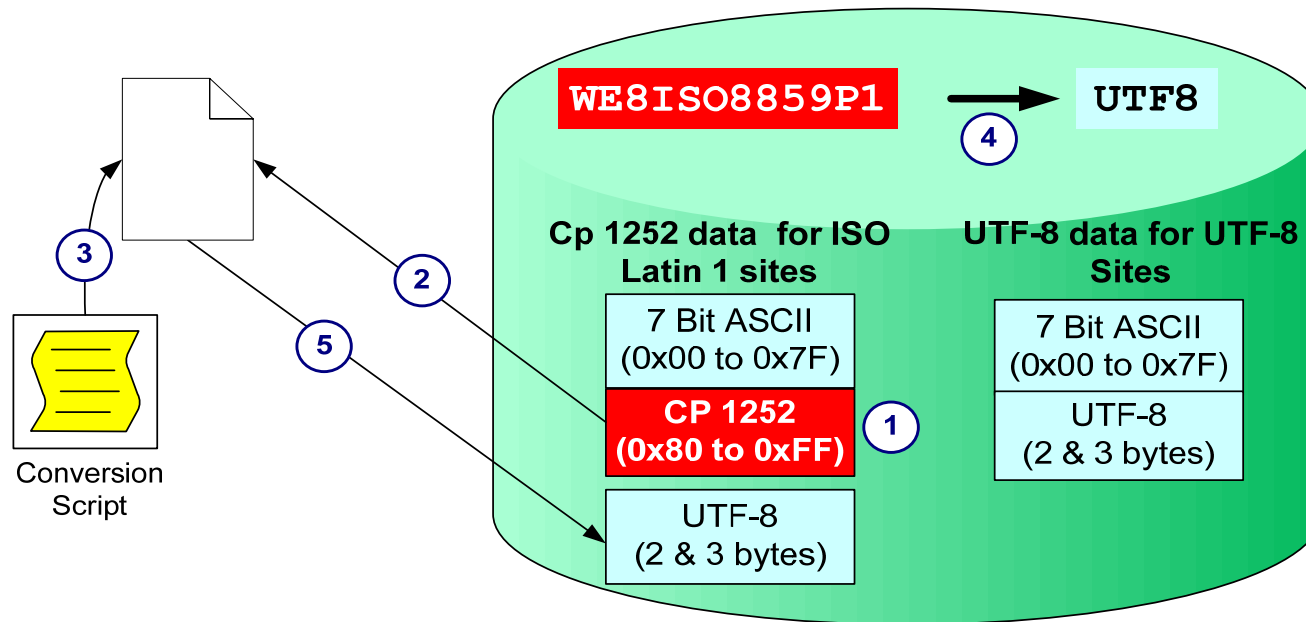 WE8ISO8859P1
UTF8
4
Cp 1252 data for ISO
Latin 1 sites
UTF-8 data for UTF-8
Sites
3
2
5
7 Bit ASCII
(0x00 to 0x7F)
CP 1252
(0x80 to 0xFF)
1
UTF-8
(2 & 3 bytes)
7 Bit ASCII
(0x00 to 0x7F)
UTF-8
(2 & 3 bytes)
Conversion
Script